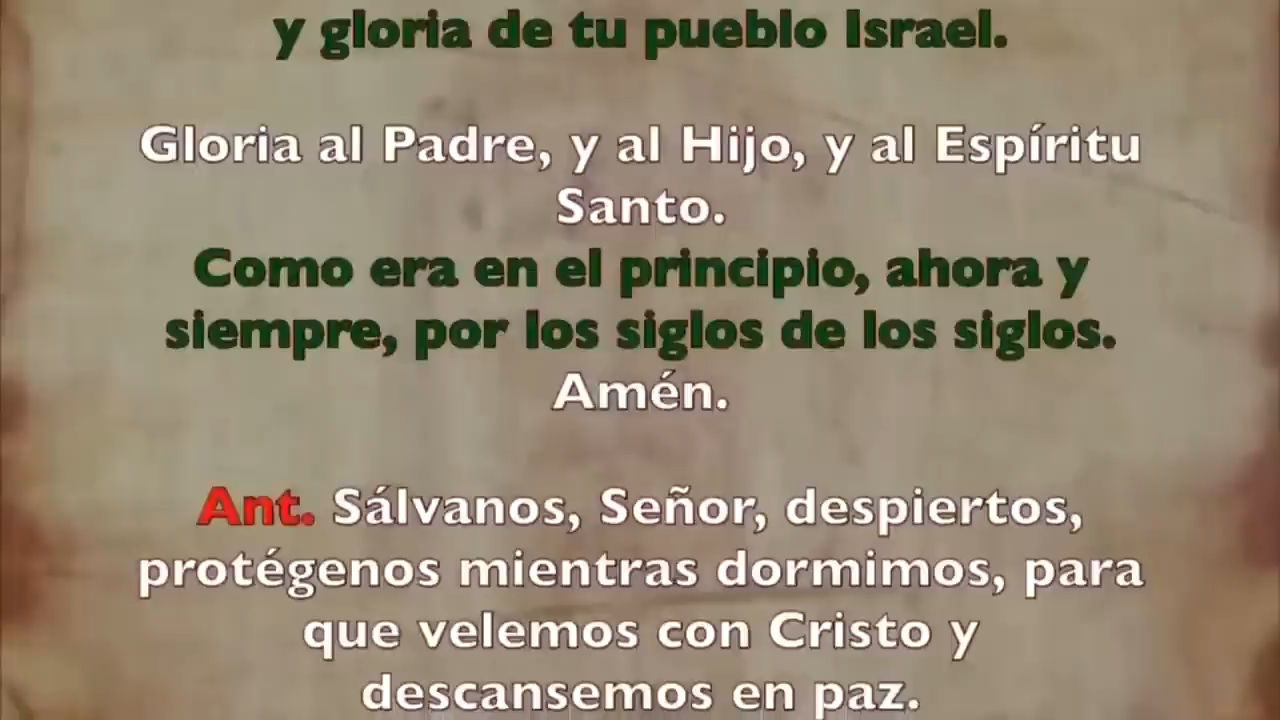 y gloria de tu pueblo Israel.
Gloria al Padre, y al Hijo, y al Espíritu
Santo.
Como era en el principio, ahora y
siempre, por los siglos de los siglos.
Amén.
Ant. Sálvanos, Señor, despiertos,
protégenos mientras dormimos, para
que velemos con Cristo y
descansemos en paz.